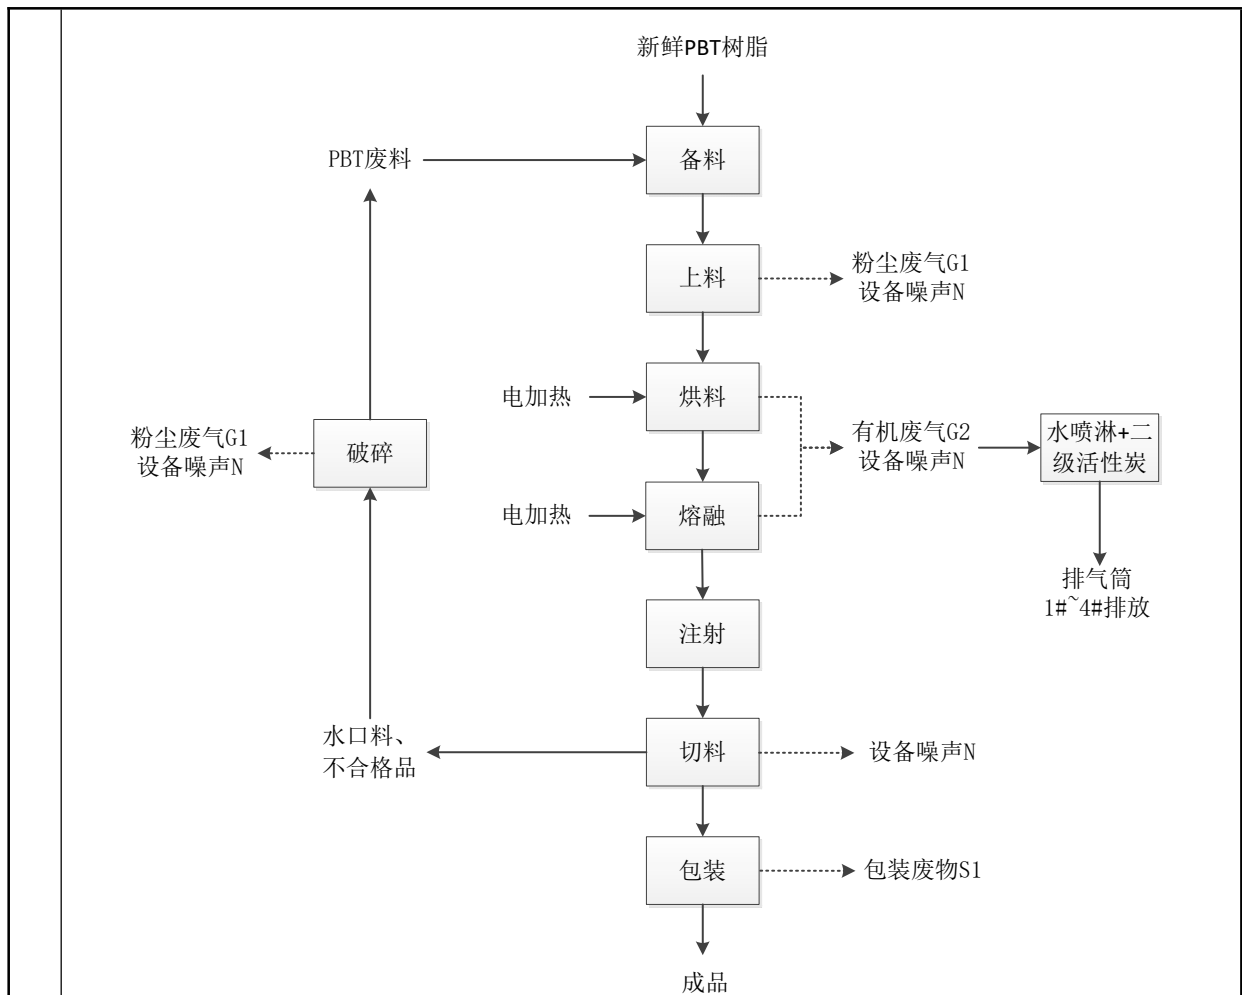 新鲜PBT树脂
PBT废料
备料
上料
粉尘废气G1
设备噪声N
电加热
烘料
粉尘废气G1
设备噪声N
破碎
有机废气G2
设备噪声N
水喷淋+二
级活性炭
电加热
熔融
排气筒
1#~4#排放
注射
水口料、
不合格品
切料
设备噪声N
包装
包装废物S1
成品